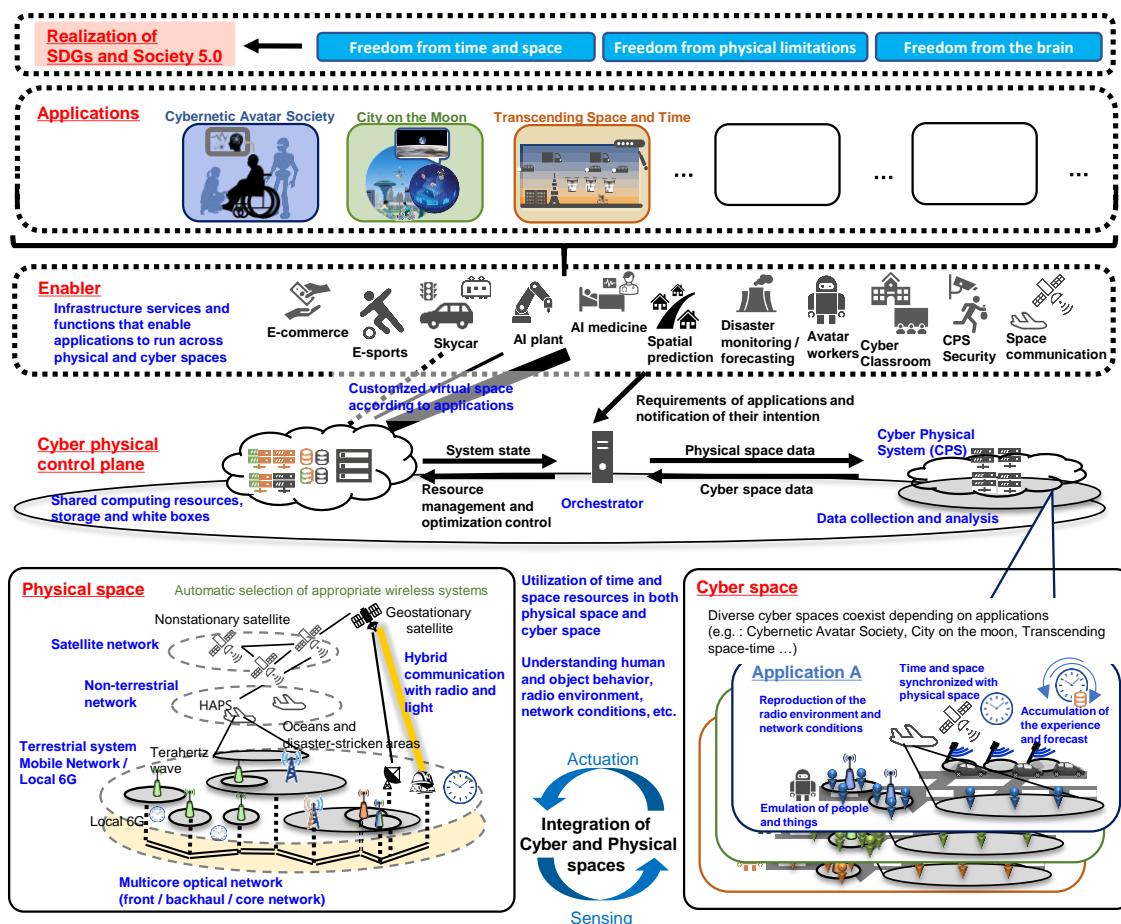 Realization of
SDGs and Society 5.0
Freedom from time and space
Freedom from physical limitations
Freedom from the brain
Applications
Cybernetic Avatar Society
City on the Moon
Transcending Space and Time
...
...
...
Enabler
Infrastructure services and
functions that enable
applications to run across
physical and cyber spaces
E-commerce
E-sports
Skycar
AI plant
AI medicine
Spatial
prediction
Disaster
monitoring /
forecasting
Avatar
workers
Cyber
Classroom
CPS
Security
Space
communication
Customized virtual space
according to applications
Requirements of applications and
notification of their intention
Cyber physical
control plane
System state
Physical space data
Cyber Physical
System (CPS)
Shared computing resources,
storage and white boxes
Resource
management and
optimization control
Orchestrator
Cyber space data
Data collection and analysis
Physical space
Automatic selection of appropriate wireless systems
Nonstationary satellite
Geostationary
satellite
Satellite network
Hybrid
communication
with radio and
light
Non-terrestrial
network
HAPS
Oceans and
disaster-stricken areas
Terrestrial system
Mobile Network /
Local 6G
Terahertz
wave
Local 6G
Multicore optical network
(front / backhaul / core network)
Utilization of time and
space resources in both
physical space and
cyber space
Understanding human
and object behavior,
radio environment,
network conditions, etc.
Actuation
Integration of
Cyber and Physical
spaces
Sensing
Cyber space
Diverse cyber spaces coexist depending on applications
(e.g. : Cybernetic Avatar Society, City on the moon, Transcending
space-time ...)
Application A
Time and space
synchronized with
physical space
Reproduction of the
radio environment and
network conditions
Accumulation of
the experience
and forecast
Emulation of people
and things